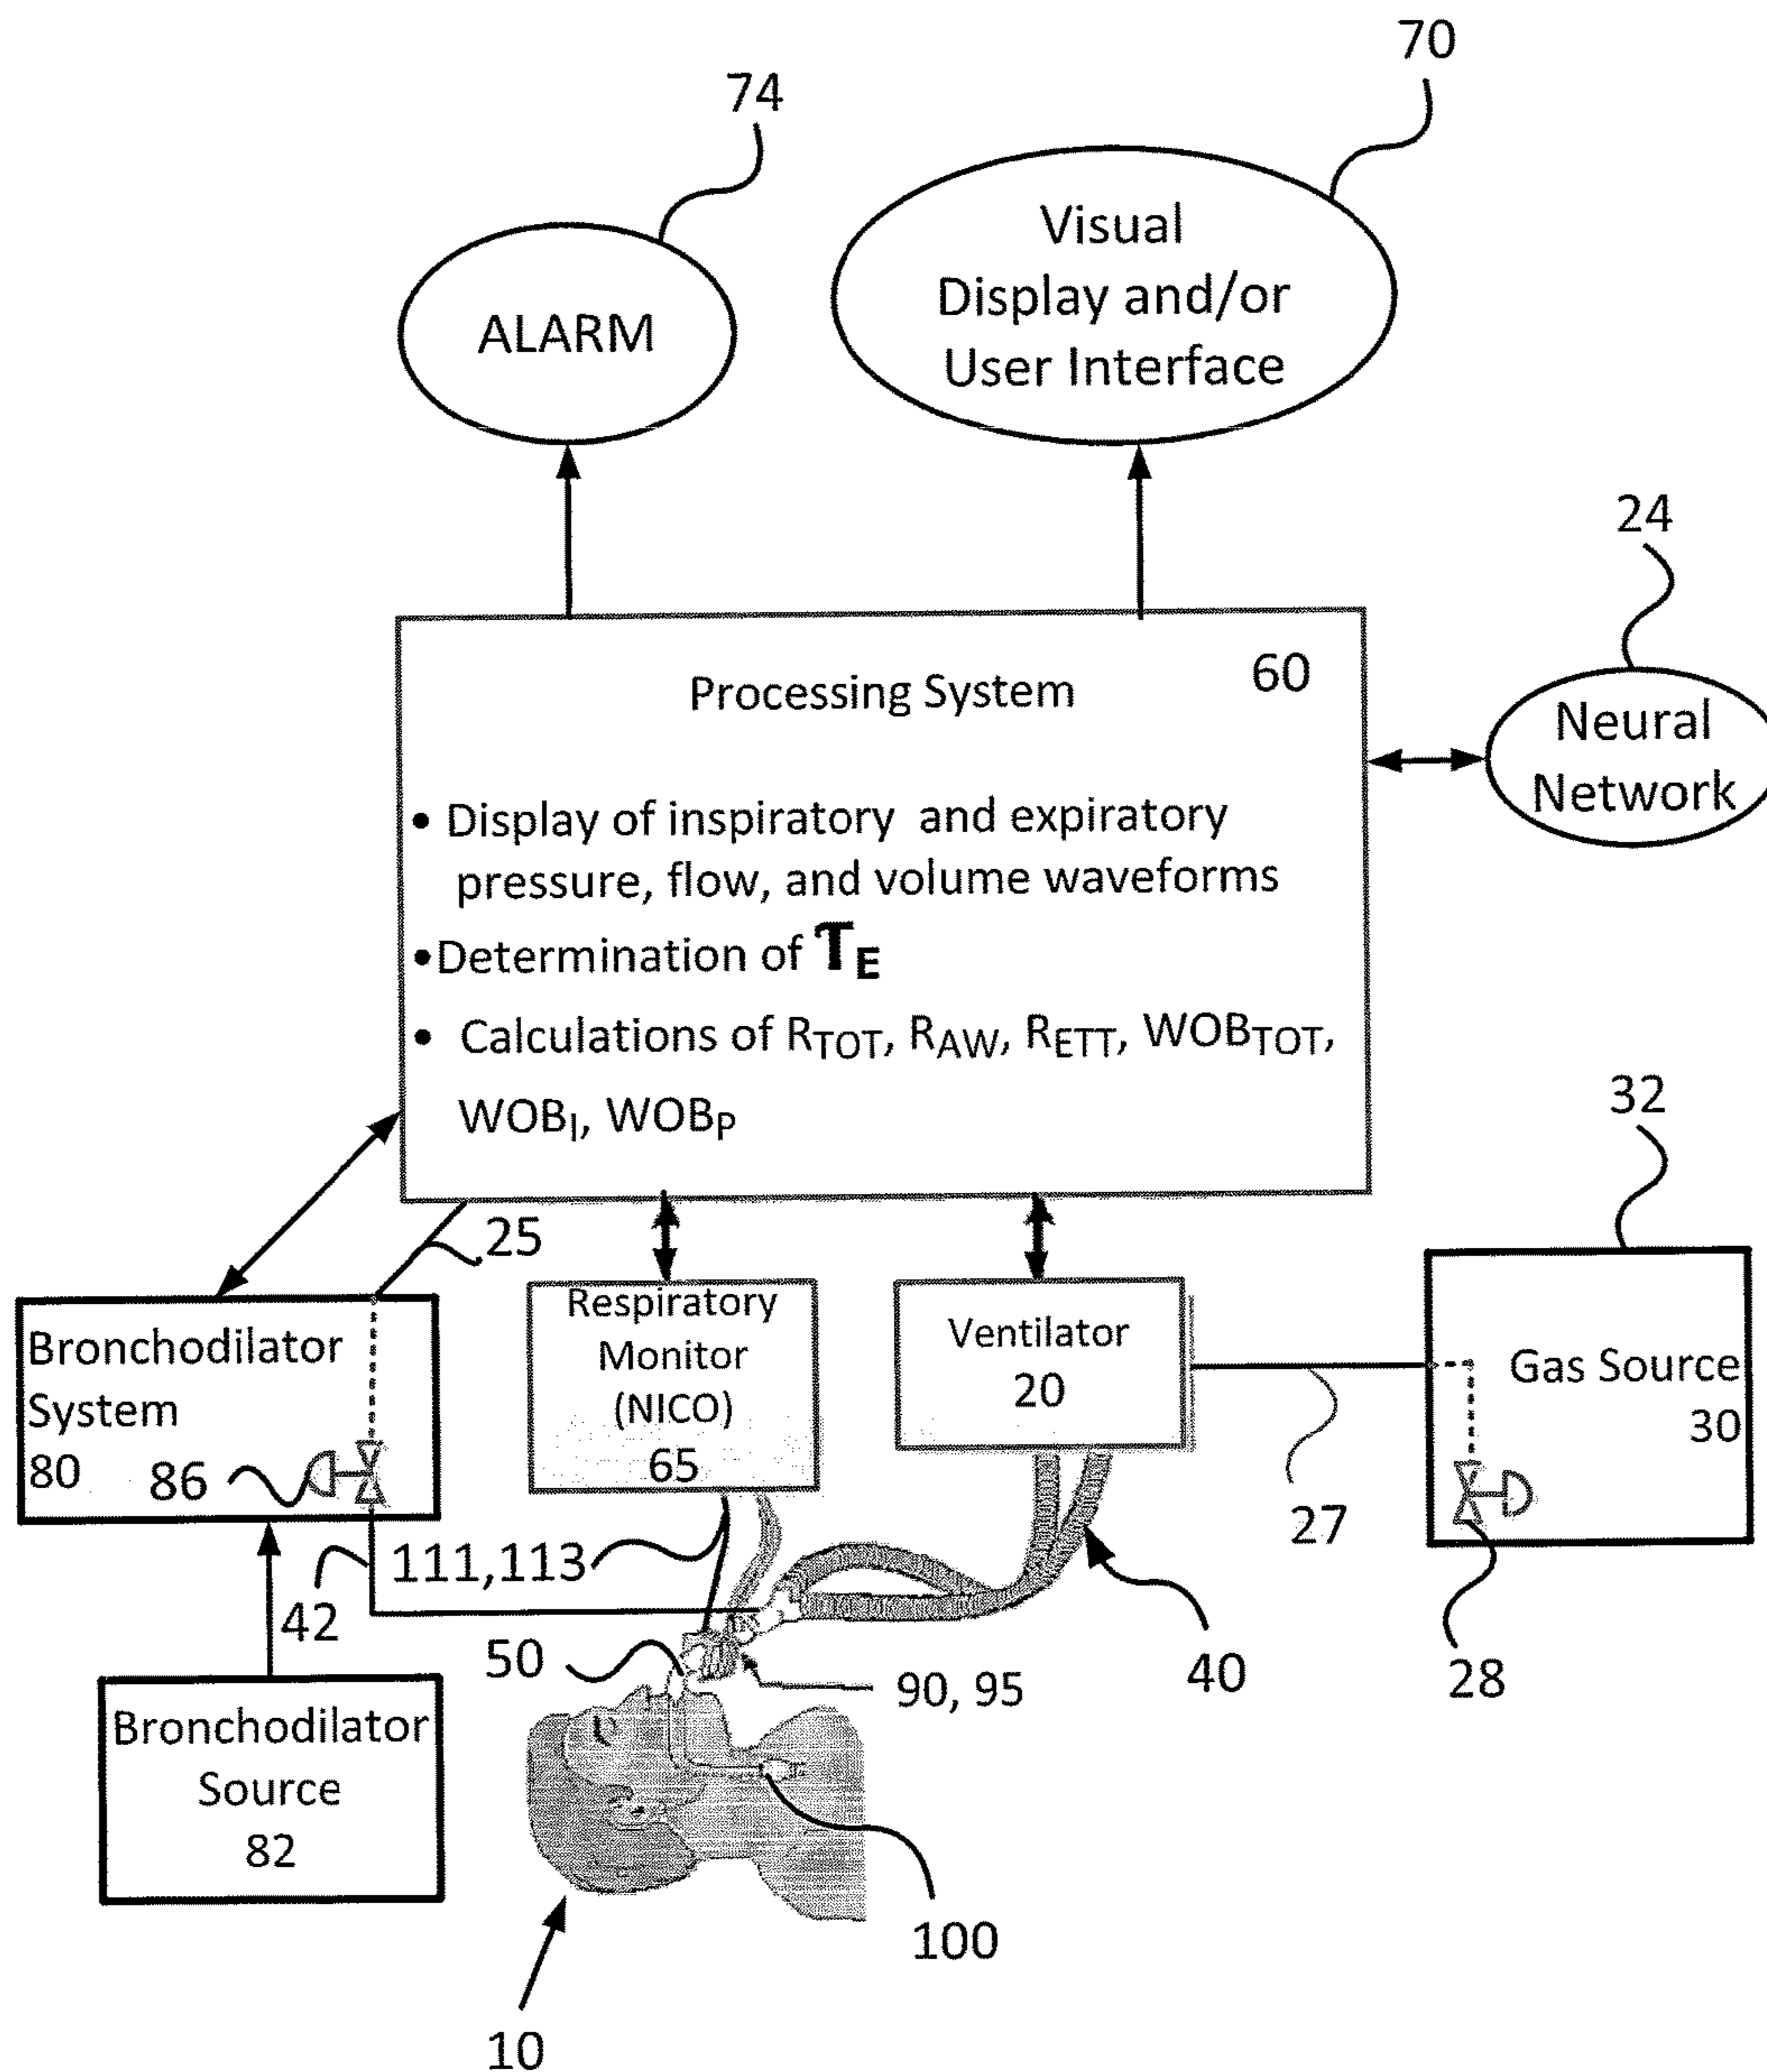 70
74
Visual
Display and/or
User Interface
ALARM
24
60
Processing System
Neural
Network
• Display of inspiratory and expiratory
pressure, flow, and volume waveforms
•Determination of τE
• Calculations of RTOT, RAW, RETT, WOBTOT,
WOBI, WOBP
32
25
Bronchodilator
System
80
86
Respiratory
Monitor
(NICO)
65
Ventilator
20
Gas Source
30
27
28
42
111,113
40
50
90, 95
Bronchodilator
Source
82
100
10